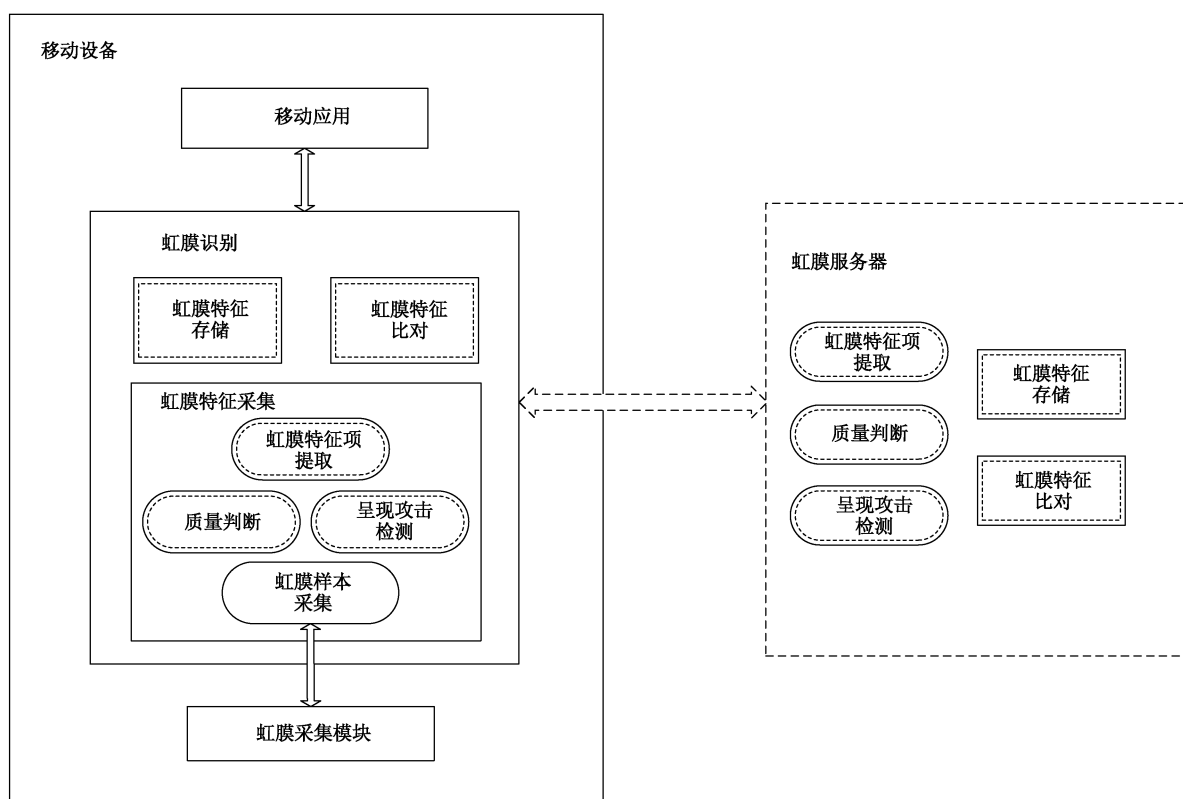 移动设备
移动应用
虹膜识别
虹膜特征
存储
虹膜特征
比对
虹膜特征采集
虹膜特征项
提取
质量判断
呈现攻击
检测
虹膜样本
采集
虹膜采集模块
虹膜服务器
虹膜特征项
提取
质量判断
呈现攻击
检测
虹膜特征
存储
虹膜特征
比对